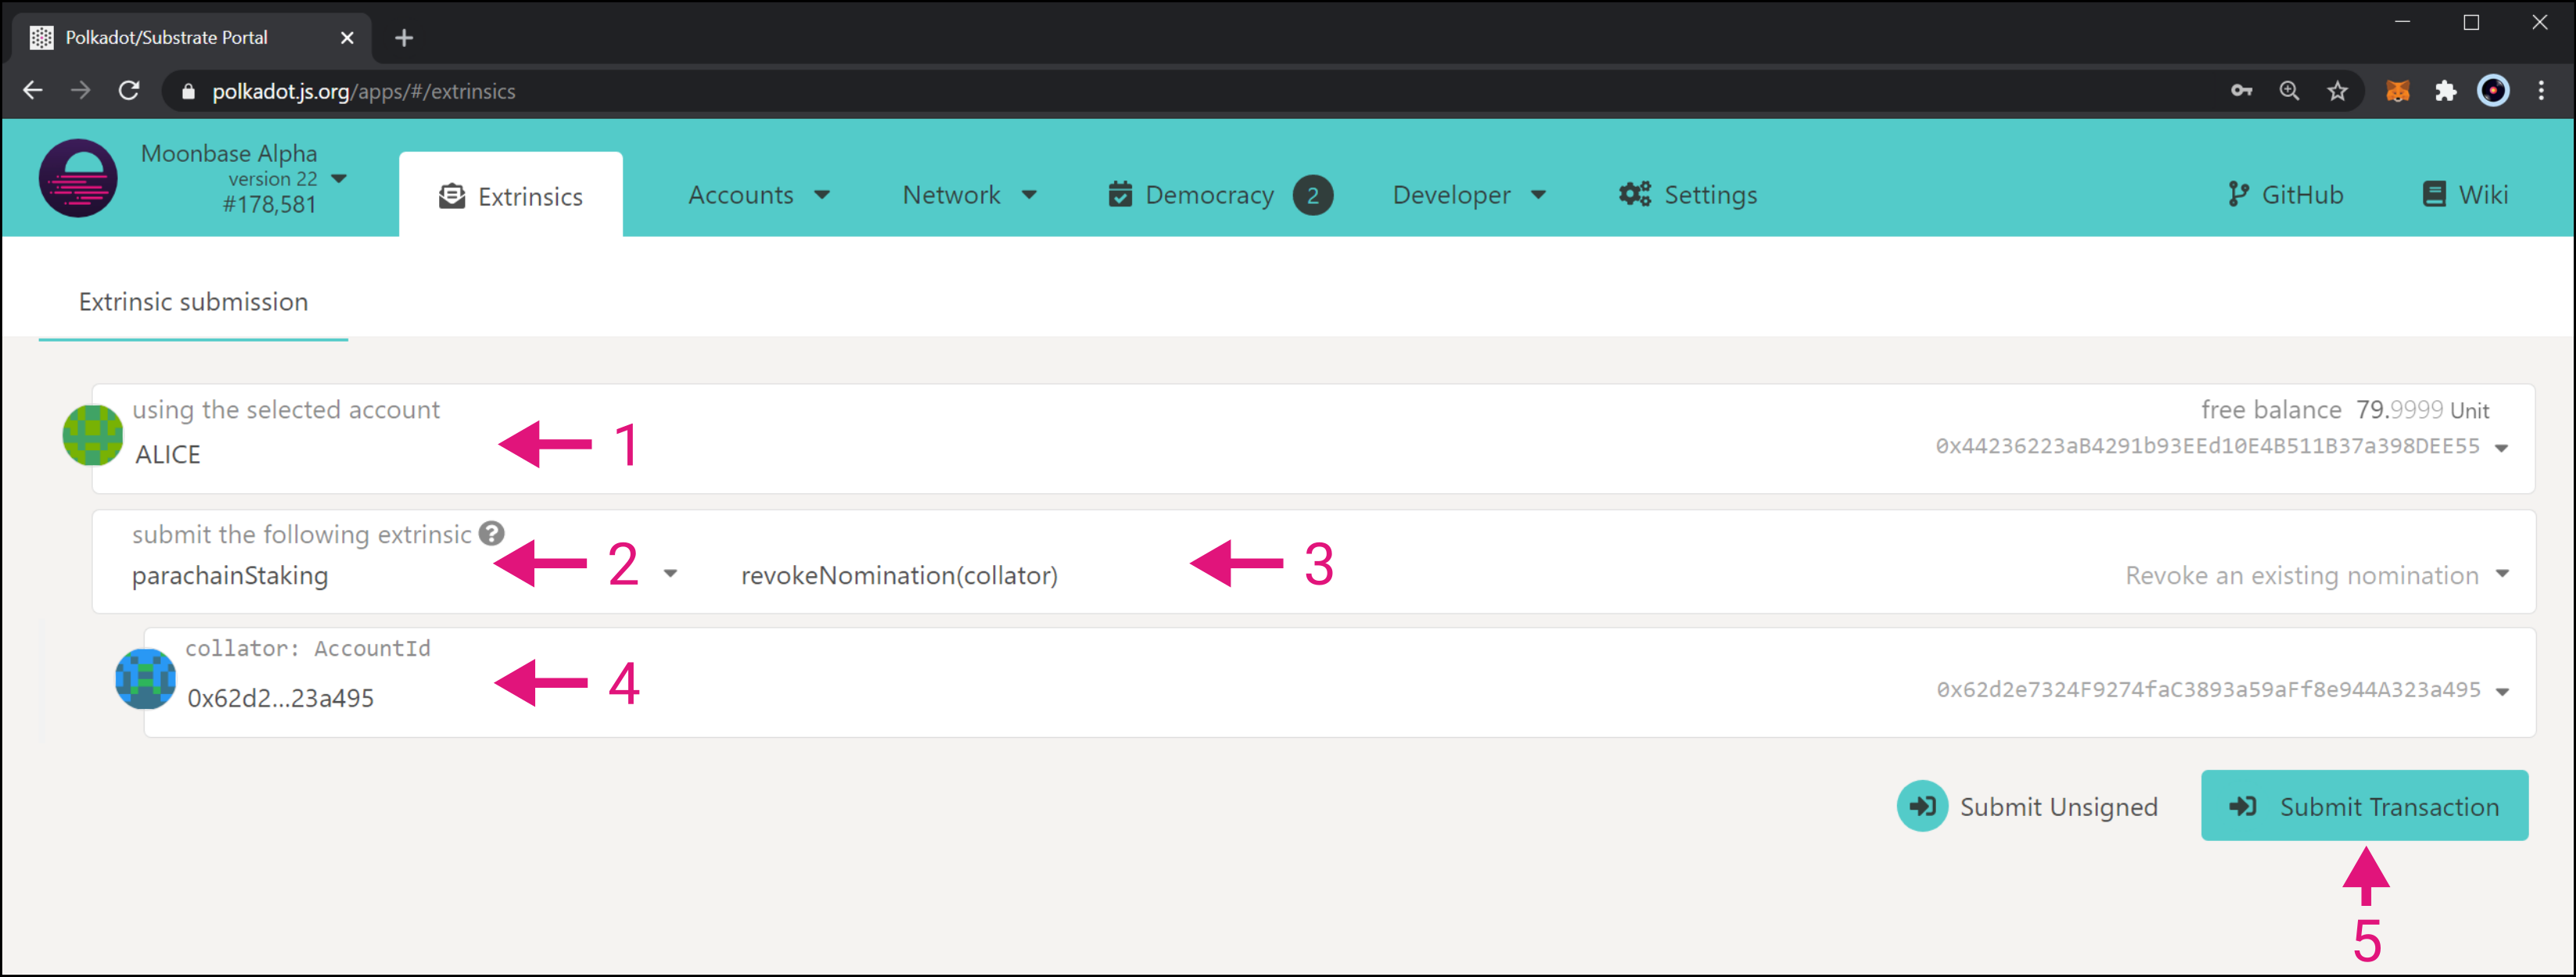 Polkadot/Substrate Portal
polkadot.js.org/apps/#/extrinsics
Moonbase Alpha
version 22
#178,581
Extrinsics
Accounts
Network
Democracy 2
Developer
Settings
GitHub
Wiki
Extrinsic submission
using the selected account
ALICE
1
free balance 79.9999 Unit
0x44236223aB4291b93EEd10E4B511B37a398DEE55
submit the following extrinsic ?
parachainStaking
2
revokeNomination(collator)
3
Revoke an existing nomination
collator: AccountId
0x62d2...23a495
4
0x62d2e7324F9274faC3893a59aFf8e944A323a495
Submit Unsigned
Submit Transaction
5